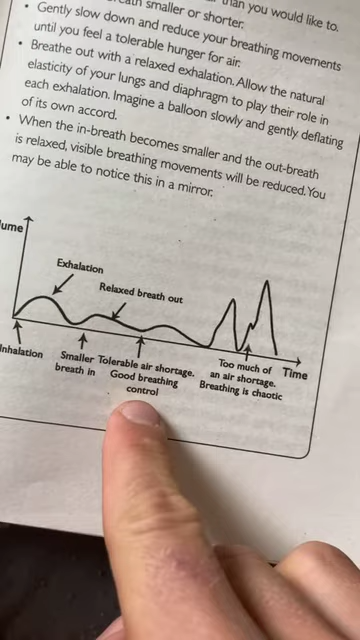 than you would like to.
smaller or shorter.
• Gently slow down and reduce your breathing movements
until you feel a tolerable hunger for air.
• Breathe out with a relaxed exhalation. Allow the natural
elasticity of your lungs and diaphragm to play their role in
each exhalation. Imagine a balloon slowly and gently deflating
of its own accord.
• When the in-breath becomes smaller and the out-breath
is relaxed, visible breathing movements will be reduced. You
may be able to notice this in a mirror.
ume
Exhalation
Relaxed breath out
Inhalation
Smaller
breath in
Tolerable air shortage.
Good breathing
control
Too much of
an air shortage.
Breathing is chaotic
Time